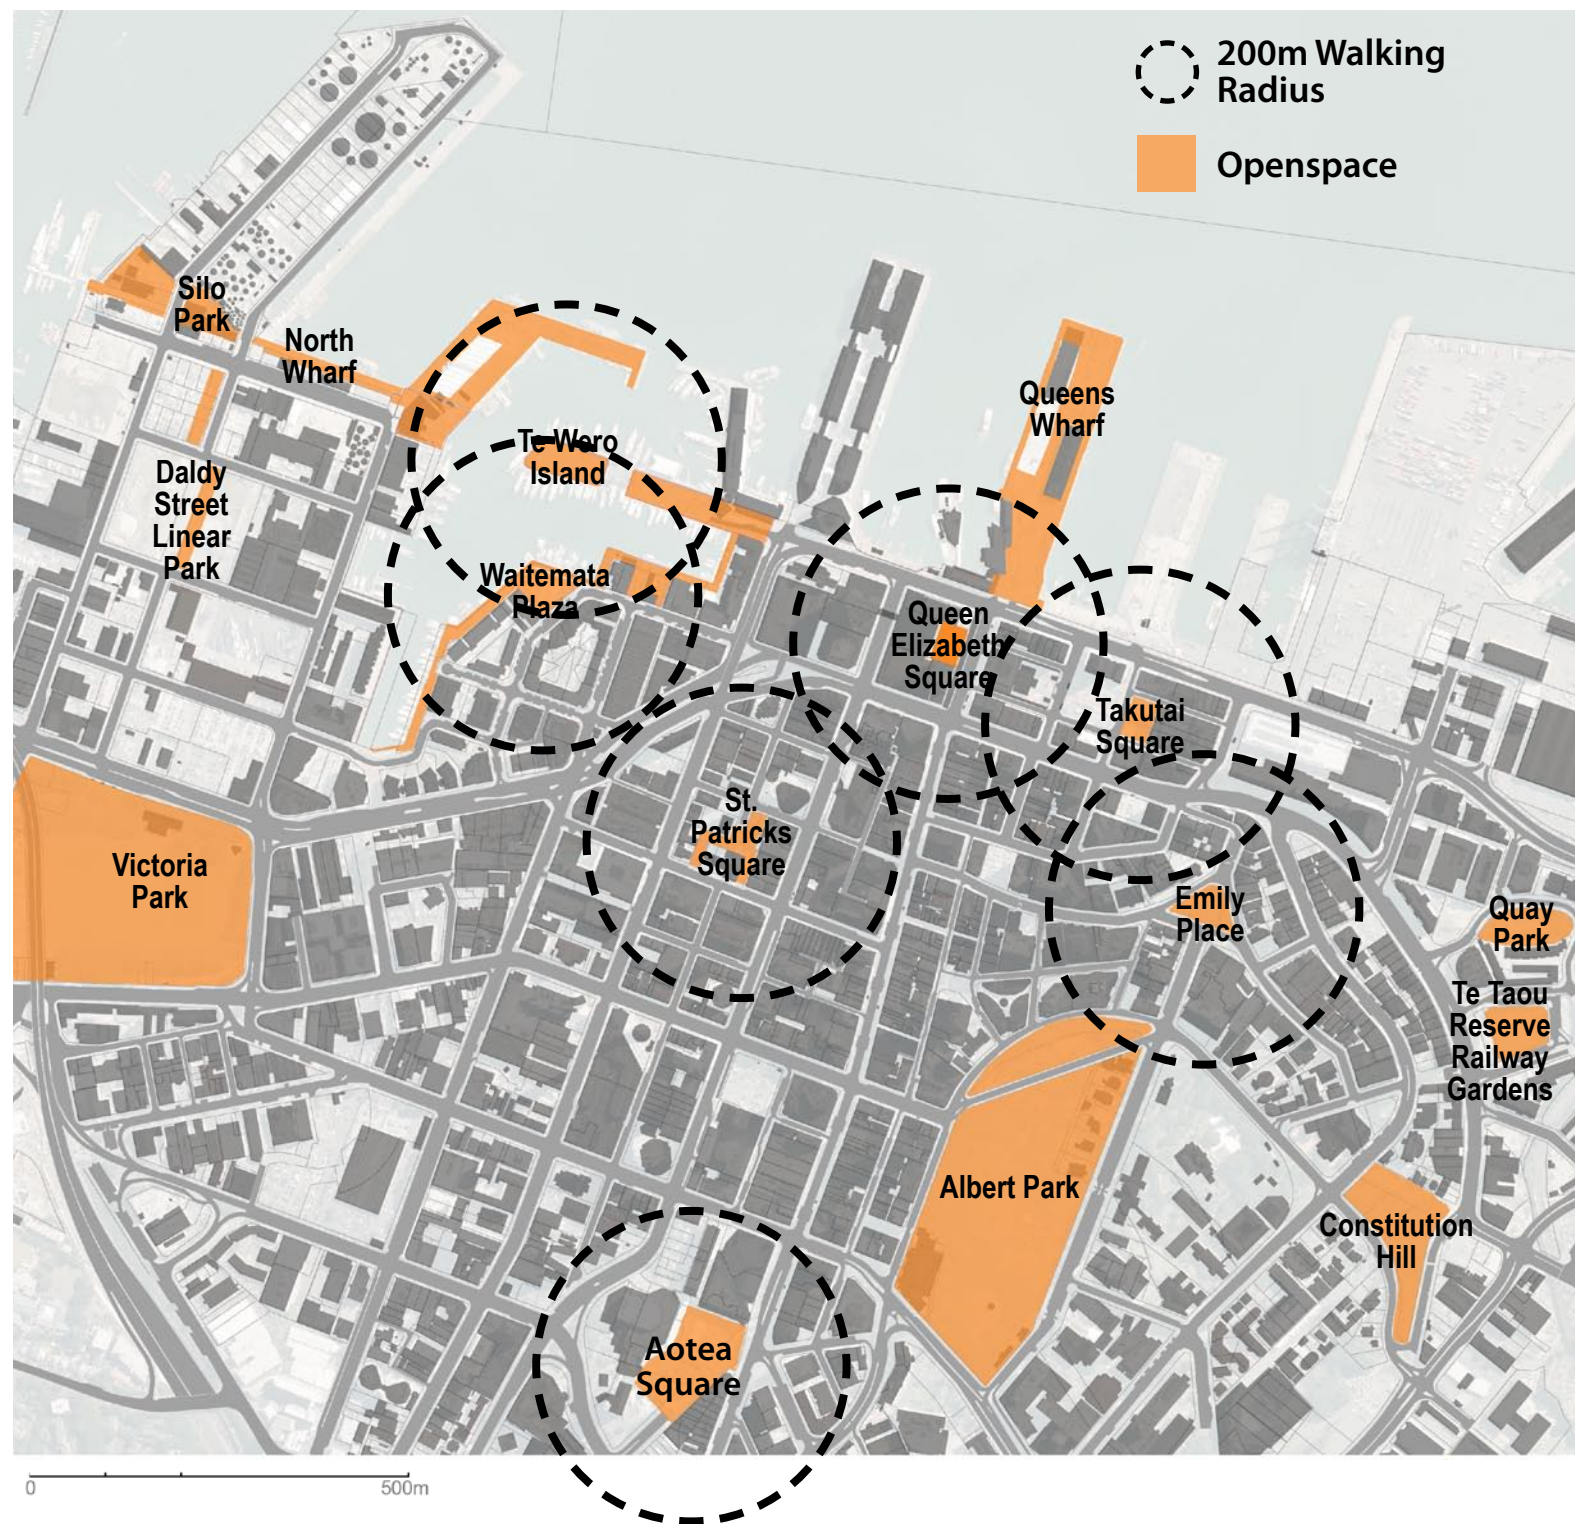 200m Walking
Radius
Openspace
Silo
Park
North
Wharf
Queens
Wharf
Te Wero
Island
Daldy
Street
Linear
Park
Waitemata
Plaza
Queen
Elizabeth
Square
Takutai
Square
St.
Patricks
Square
Victoria
Park
Emily
Place
Quay
Park
Te Taou
Reserve
Railway
Gardens
Albert Park
Constitution
Hill
Aotea
Square
0
500m